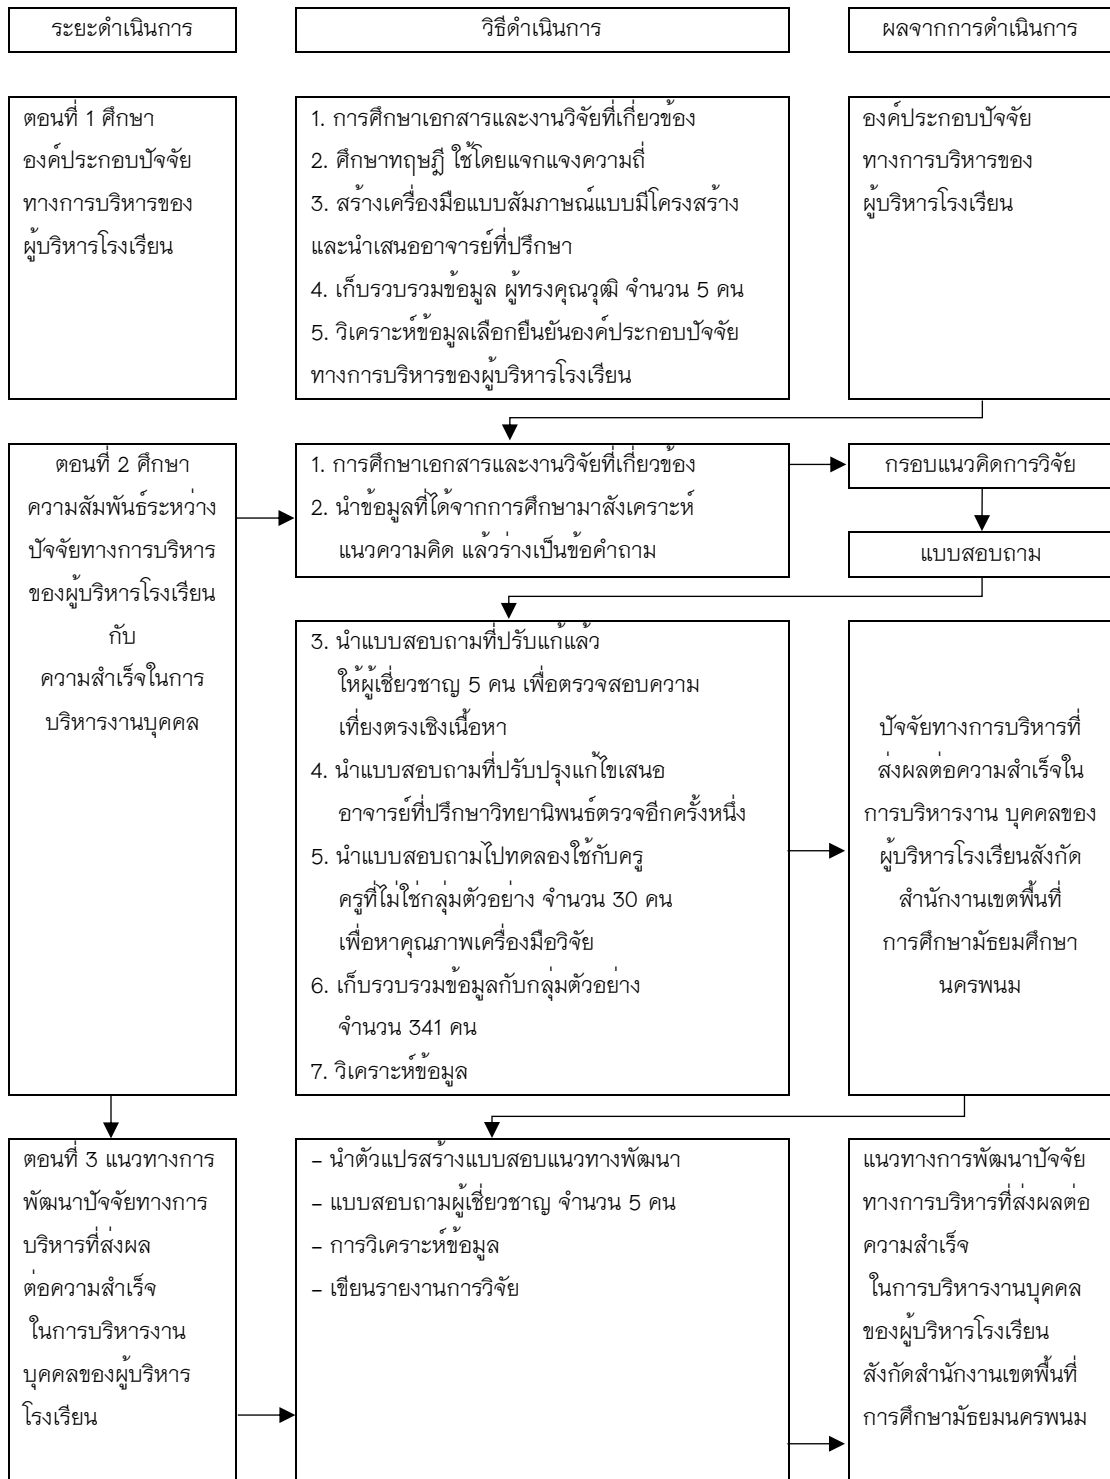 ระยะดำเนินการ
วิธีดำเนินการ
ผลจากการดำเนินการ
ตอนที่ 1 ศึกษา
องค์ประกอบปัจจัย
ทางการบริหารของ
ผู้บริหารโรงเรียน
1. การศึกษาเอกสารและงานวิจัยที่เกี่ยวข้อง
2. ศึกษาทฤษฎี ใช้โดยแจกแจงความถี่
3. สร้างเครื่องมือแบบสัมภาษณ์แบบมีโครงสร้าง
และนำเสนออาจารย์ที่ปรึกษา
4. เก็บรวบรวมข้อมูล ผู้ทรงคุณวุฒิ จำนวน 5 คน
5. วิเคราะห์ข้อมูลเลือกยืนยันองค์ประกอบปัจจัย
ทางการบริหารของผู้บริหารโรงเรียน
องค์ประกอบปัจจัย
ทางการบริหารของ
ผู้บริหารโรงเรียน
ตอนที่ 2 ศึกษา
ความสัมพันธ์ระหว่าง
ปัจจัยทางการบริหาร
ของผู้บริหารโรงเรียน
กับ
ความสำเร็จในการ
บริหารงานบุคคล
1. การศึกษาเอกสารและงานวิจัยที่เกี่ยวข้อง
2. นำข้อมูลที่ได้จากการศึกษามาสังเคราะห์
แนวความคิด แล้วร่างเป็นข้อคำถาม
กรอบแนวคิดการวิจัย
แบบสอบถาม
3. นำแบบสอบถามที่ปรับแก้แล้ว
ให้ผู้เชี่ยวชาญ 5 คน เพื่อตรวจสอบความ
เที่ยงตรงเชิงเนื้อหา
4. นำแบบสอบถามที่ปรับปรุงแก้ไขเสนอ
อาจารย์ที่ปรึกษาวิทยานิพนธ์ตรวจอีกครั้งหนึ่ง
5. นำแบบสอบถามไปทดลองใช้กับครู
ครูที่ไม่ใช่กลุ่มตัวอย่าง จำนวน 30 คน
เพื่อหาคุณภาพเครื่องมือวิจัย
6. เก็บรวบรวมข้อมูลกับกลุ่มตัวอย่าง
จำนวน 341 คน
7. วิเคราะห์ข้อมูล
ปัจจัยทางการบริหารที่
ส่งผลต่อความสำเร็จใน
การบริหารงาน บุคคลของ
ผู้บริหารโรงเรียนสังกัด
สำนักงานเขตพื้นที่
การศึกษามัธยมศึกษา
นครพนม
ตอนที่ 3 แนวทางการ
พัฒนาปัจจัยทางการ
บริหารที่ส่งผล
ต่อความสำเร็จ
ในการบริหารงาน
บุคคลของผู้บริหาร
โรงเรียน
– นำตัวแปรสร้างแบบสอบแนวทางพัฒนา
– แบบสอบถามผู้เชี่ยวชาญ จำนวน 5 คน
– การวิเคราะห์ข้อมูล
– เขียนรายงานการวิจัย
แนวทางการพัฒนาปัจจัย
ทางการบริหารที่ส่งผลต่อ
ความสำเร็จ
ในการบริหารงานบุคคล
ของผู้บริหารโรงเรียน
สังกัดสำนักงานเขตพื้นที่
การศึกษามัธยมนครพนม